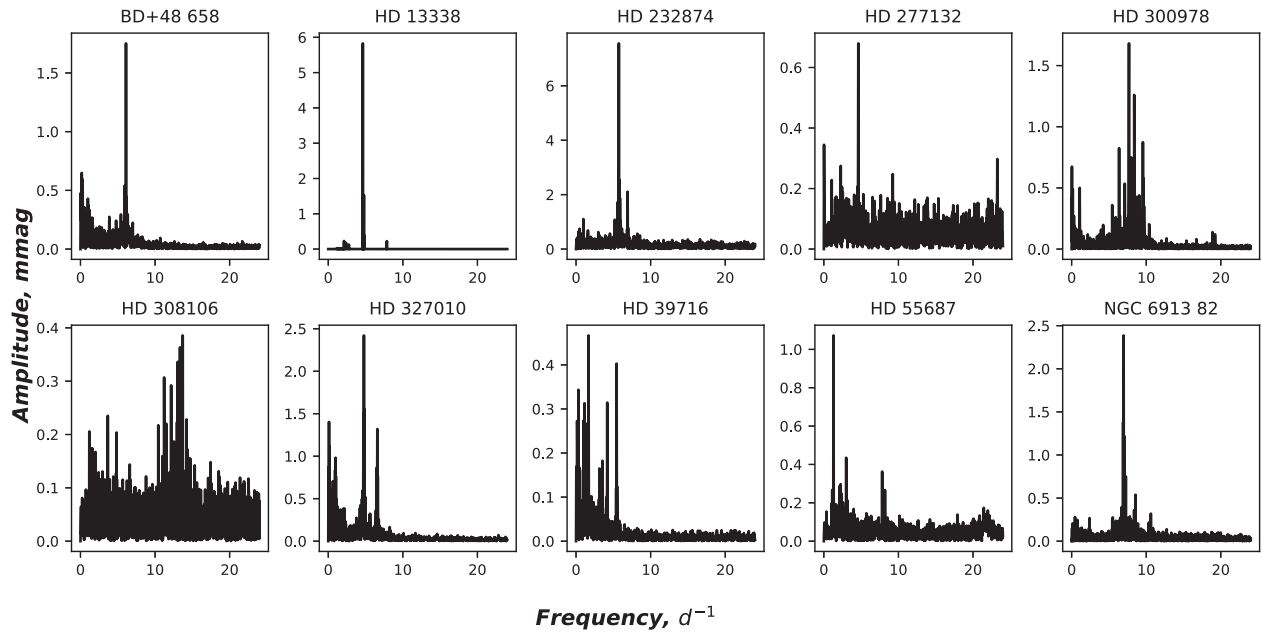 BD+48 658 HD 13338 HD 232874 HD 277132 HD 300978
1.5 6 6 0.6 1.5
1.0 5 4 0.4 1.0
0.5 4 2 0.2 0.5
0.0 3 0 0.0 0.0
2
1
0
0 10 20 0 10 20 0 10 20 0 10 20 0 10 20
Amplitude, mmag
HD 308106 HD 327010 HD 39716 HD 55687 NGC 6913 82
0.4 2.5 0.4 1.0 2.5
0.3 2.0 0.3 0.8 2.0
0.2 1.5 0.2 0.6 1.5
0.1 1.0 0.1 0.4 1.0
0.0 0.5 0.0 0.2 0.5
0.0 0.0 0.0
0 10 20 0 10 20 0 10 20 0 10 20 0 10 20
Frequency, d⁻¹